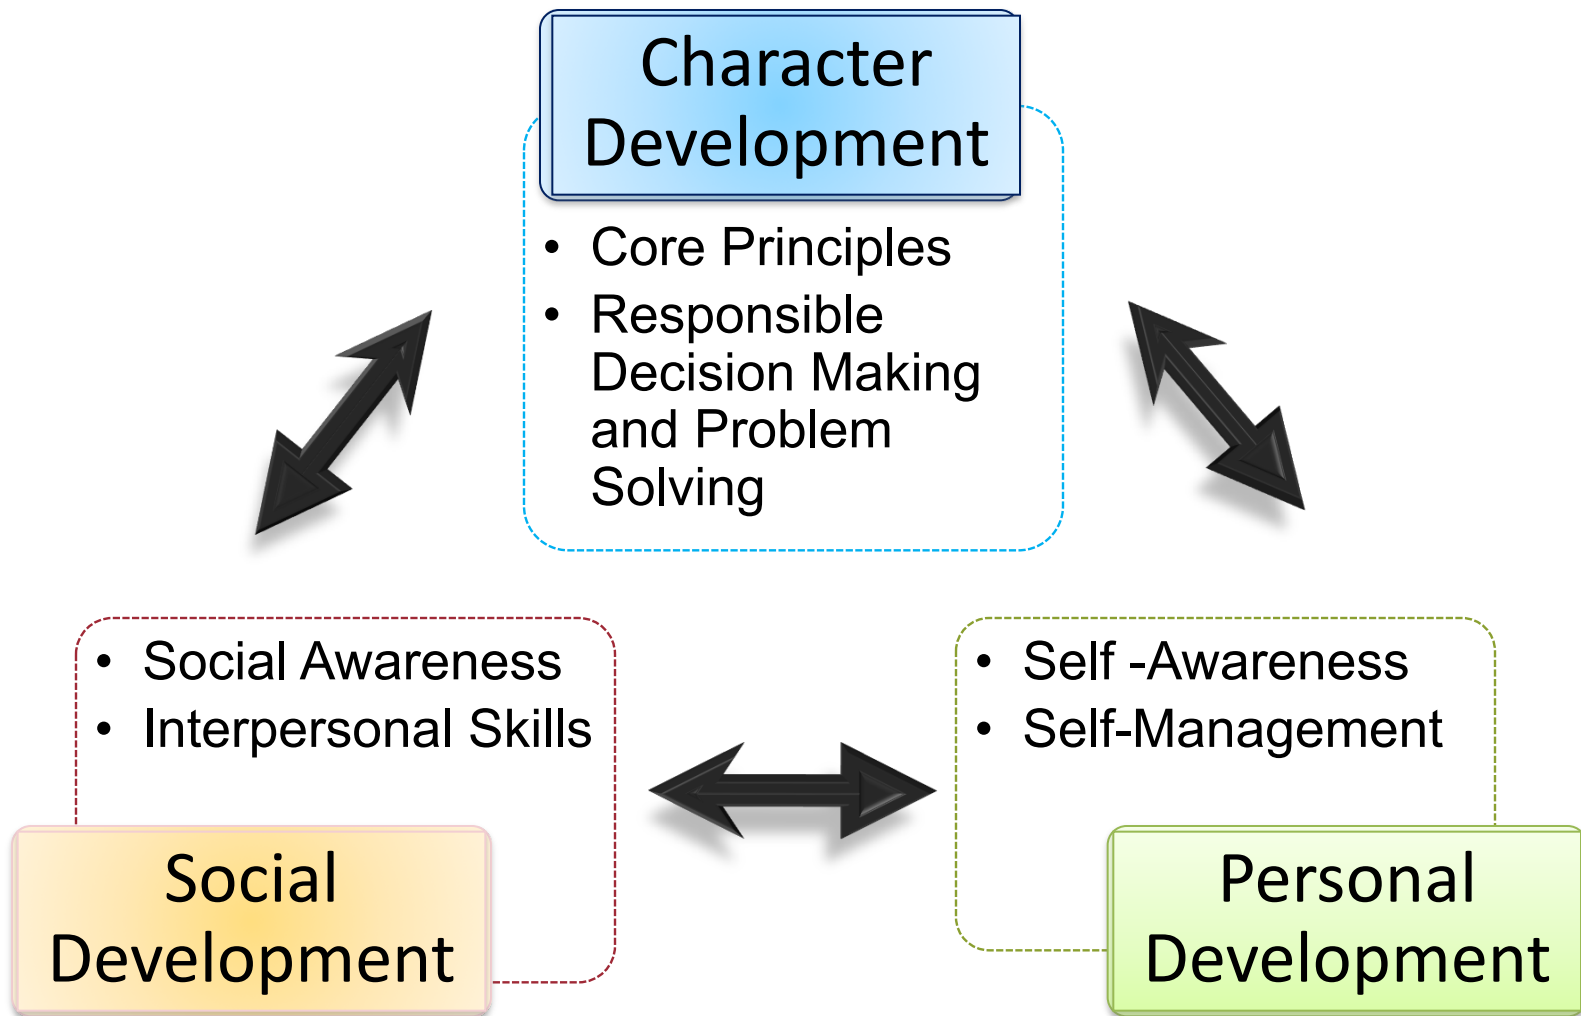 Character
Development
• Core Principles
• Responsible
Decision Making
and Problem
Solving
• Social Awareness
• Interpersonal Skills
Social
Development
• Self -Awareness
• Self-Management
Personal
Development